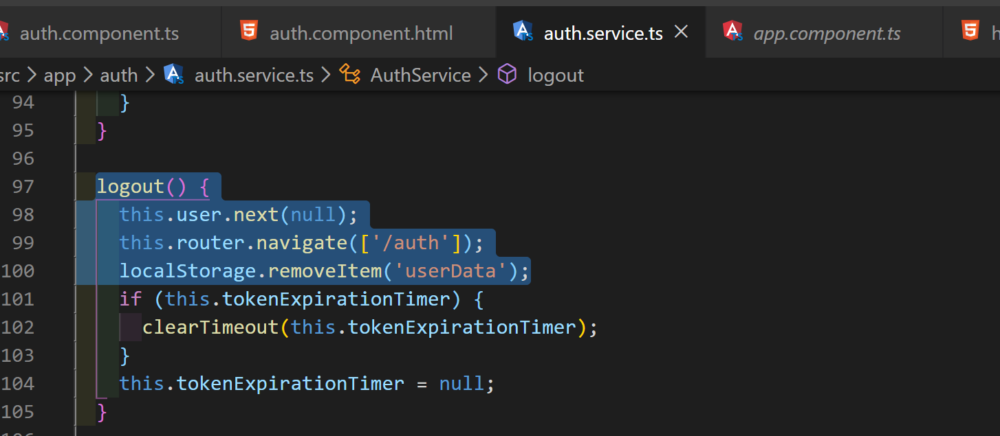 auth.component.ts auth.component.html auth.service.ts app.component.ts
src > app > auth > auth.service.ts > AuthService > logout
94 }
95 }
96
97 logout() {
98 this.user.next(null);
99 this.router.navigate(['/auth']);
100 localStorage.removeItem('userData');
101 if (this.tokenExpirationTimer) {
102 clearTimeout(this.tokenExpirationTimer);
103 }
104 this.tokenExpirationTimer = null;
105 }